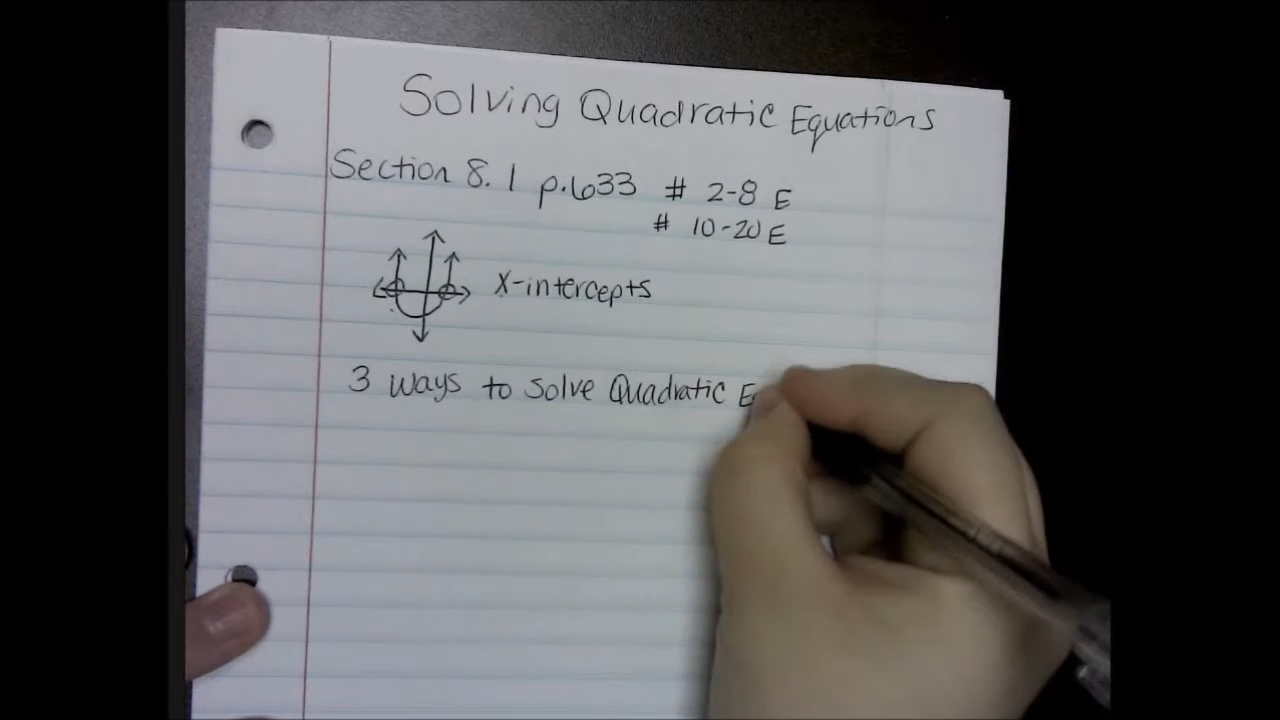 Solving Quadratic Equations
Section 8.1 p.633 # 2-8 E
# 10-20 E
X-intercepts
3 Ways to Solve Quadratic